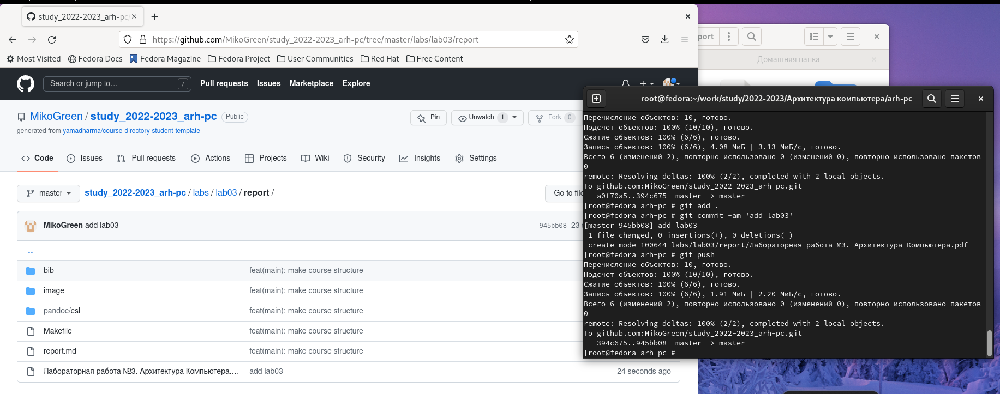 study_2022-2023_arh-pc/
https://github.com/MikoGreen/study_2022-2023_arh-pc/tree/master/labs/lab03/report
Most Visited Fedora Docs Fedora Magazine Fedora Project User Communities Red Hat Free Content
Search or jump to… / Pull requests Issues Marketplace Explore
MikoGreen / study_2022-2023_arh-pc Public
Pin Unwatch 1 Fork 0
generated from yamadharma/course-directory-student-template
Code Issues Pull requests Actions Projects Wiki Security Insights Settings
master study_2022-2023_arh-pc / labs / lab03 / report /
Go to file
MikoGreen add lab03 945bb08 23
..
bib feat(main): make course structure
image feat(main): make course structure
pandoc/csl feat(main): make course structure
Makefile feat(main): make course structure
report.md feat(main): make course structure
Лабораторная работа №3. Архитектура Компьютера.… add lab03 24 seconds ago
port
Домашняя папка
root@fedora:~/work/study/2022-2023/Архитектура компьютера/arh-pc
Перечисление объектов: 10, готово.
Подсчет объектов: 100% (10/10), готово.
Сжатие объектов: 100% (6/6), готово.
Запись объектов: 100% (6/6), 4.08 МиБ | 3.13 МиБ/с, готово.
Всего 6 (изменений 2), повторно использовано 0 (изменений 0), повторно использовано пакетов
0
remote: Resolving deltas: 100% (2/2), completed with 2 local objects.
To github.com:MikoGreen/study_2022-2023_arh-pc.git
a0f70a5..394c675 master -> master
[root@fedora arh-pc]# git add .
[root@fedora arh-pc]# git commit -am 'add lab03'
[master 945bb08] add lab03
1 file changed, 0 insertions(+), 0 deletions(-)
create mode 100644 labs/lab03/report/Лабораторная работа №3. Архитектура Компьютера.pdf
[root@fedora arh-pc]# git push
Перечисление объектов: 10, готово.
Подсчет объектов: 100% (10/10), готово.
Сжатие объектов: 100% (6/6), готово.
Запись объектов: 100% (6/6), 1.91 МиБ | 2.20 МиБ/с, готово.
Всего 6 (изменений 2), повторно использовано 0 (изменений 0), повторно использовано пакетов
0
remote: Resolving deltas: 100% (2/2), completed with 2 local objects.
To github.com:MikoGreen/study_2022-2023_arh-pc.git
394c675..945bb08 master -> master
[root@fedora arh-pc]#